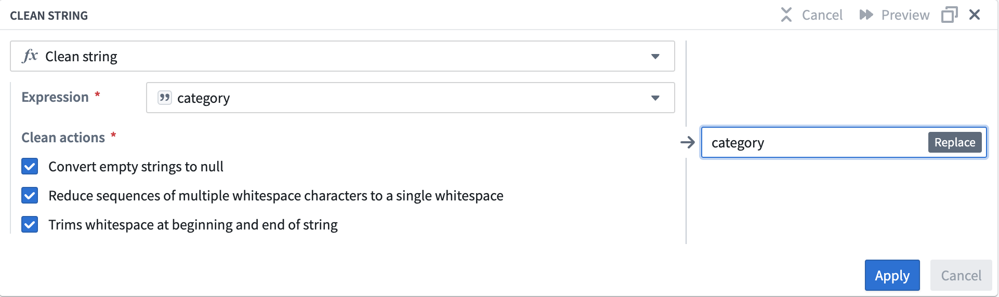 CLEAN STRING
Cancel Preview
fx Clean string
Expression * category
Clean actions *
category Replace
Convert empty strings to null
Reduce sequences of multiple whitespace characters to a single whitespace
Trims whitespace at beginning and end of string
Apply Cancel